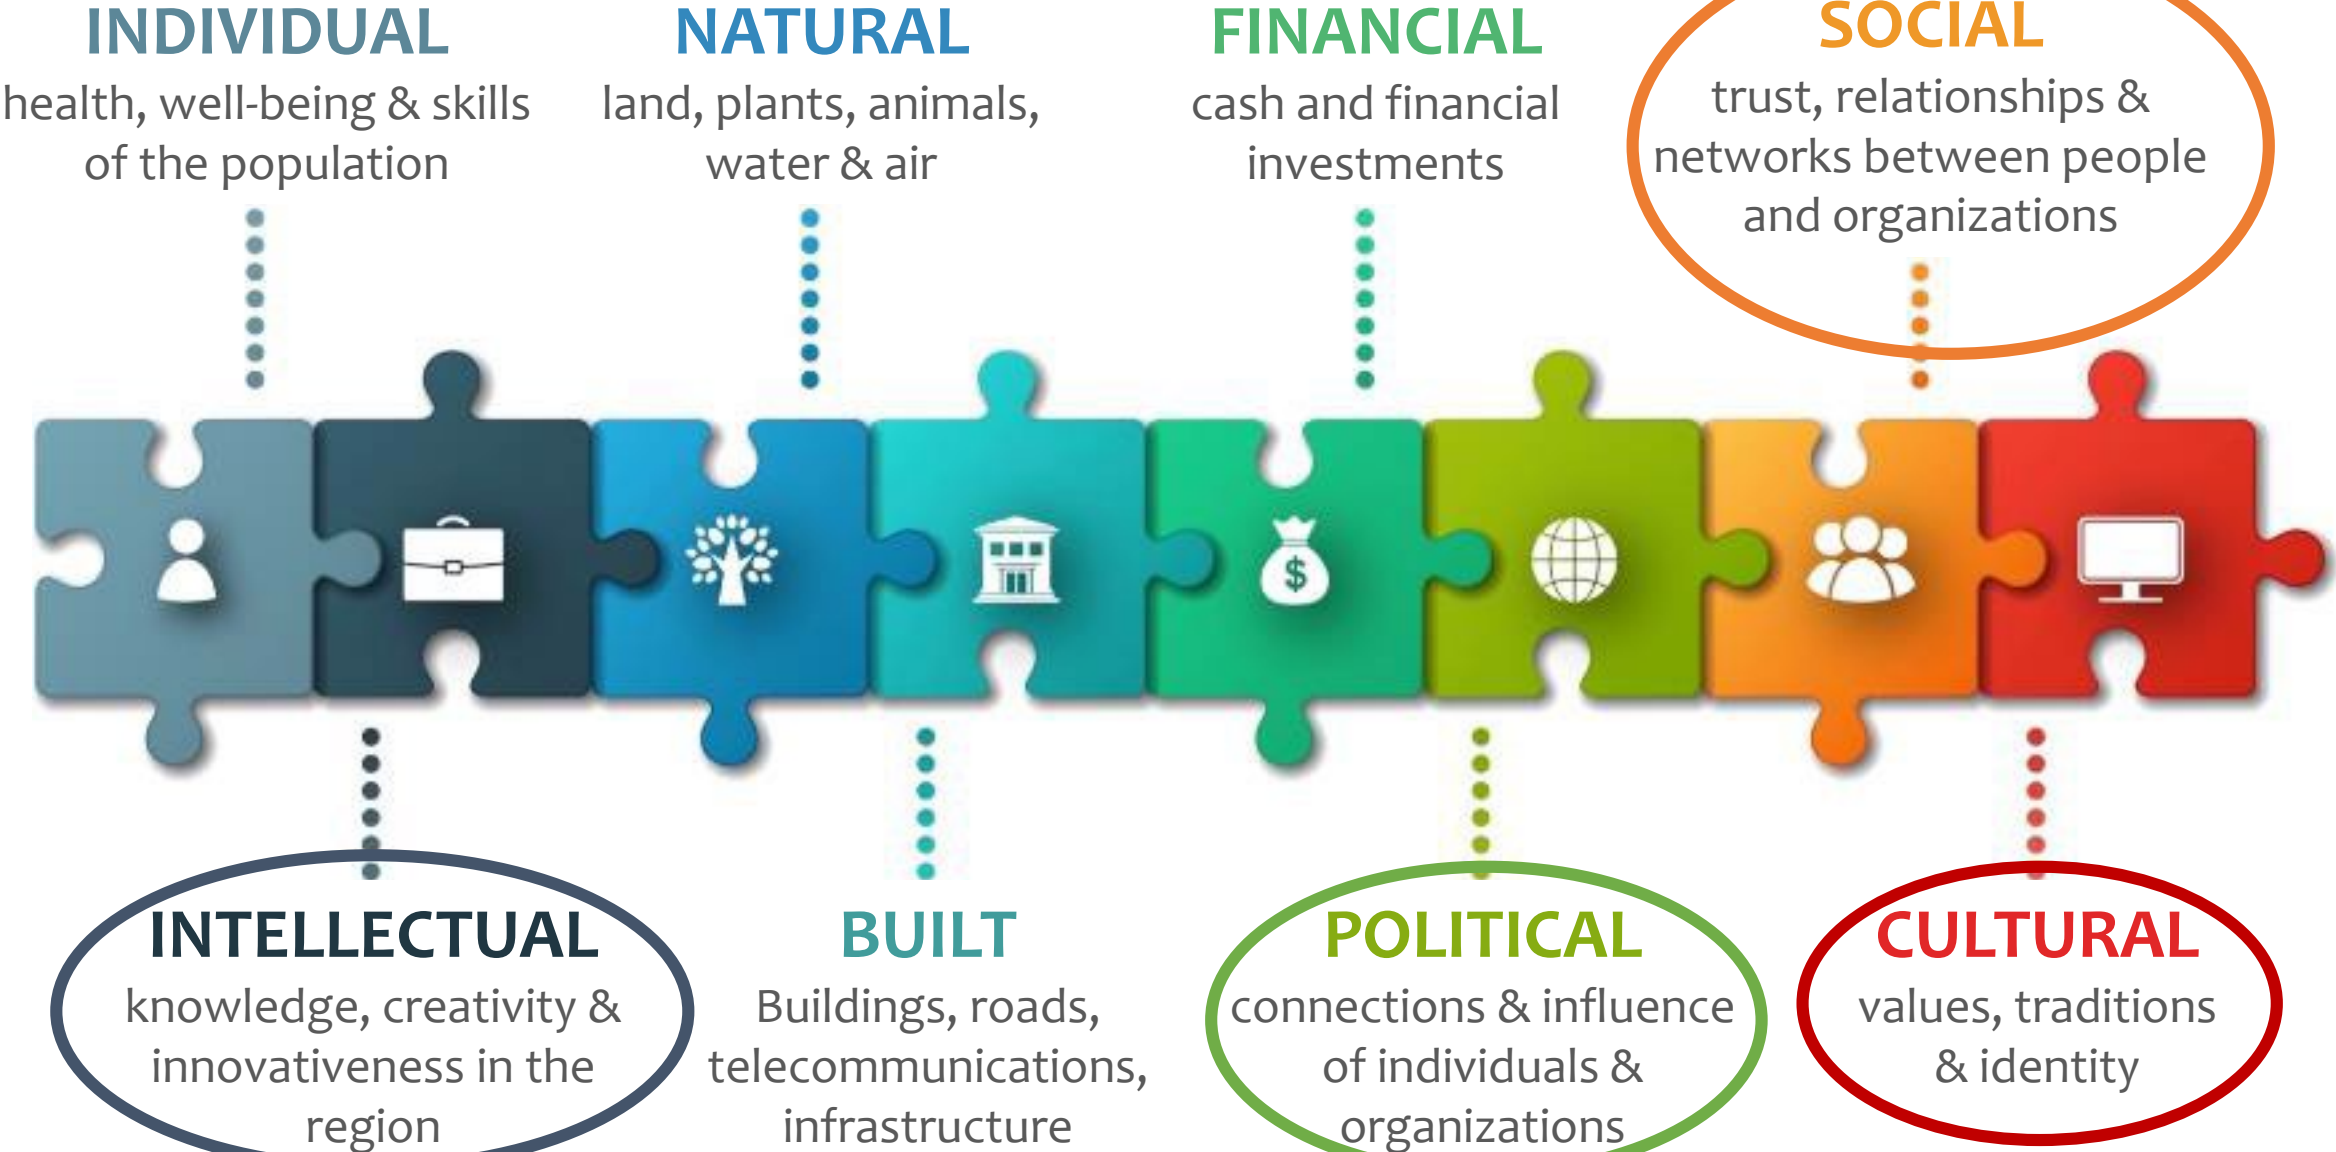 INDIVIDUAL
health, well-being & skills
of the population
NATURAL
land, plants, animals,
water & air
FINANCIAL
cash and financial
investments
SOCIAL
trust, relationships &
networks between people
and organizations
$
INTELLECTUAL
knowledge, creativity &
innovativeness in the
region
BUILT
Buildings, roads,
telecommunications,
infrastructure
POLITICAL
connections & influence
of individuals &
organizations
CULTURAL
values, traditions
& identity